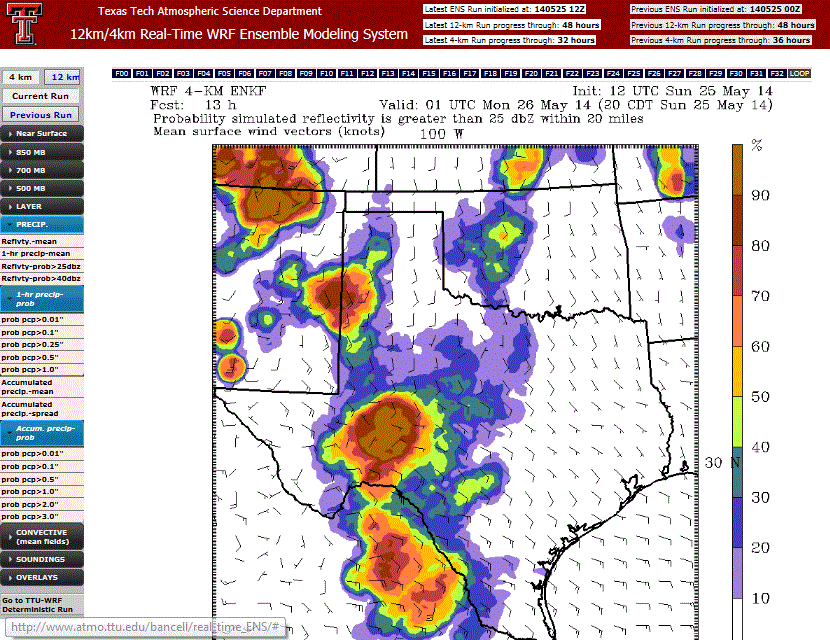 Texas Tech Atmospheric Science Department
12km/4km Real-Time WRF Ensemble Modeling System
Latest ENS Run initialized at: 140525 12Z
Latest 12-km Run progress through: 48 hours
Latest 4-km Run progress through: 32 hours
Previous ENS Run initialized at: 140525 00Z
Previous 12-km Run progress through: 48 hours
Previous 4-km Run progress through: 36 hours
4 km 12 km
Current Run
Previous Run
Near Surface
850 MB
700 MB
500 MB
LAYER
PRECIP.
Reflvty.-mean
1-hr precip-mean
Reflvty-prob>25dbz
Reflvty-prob>40dbz
1-hr precip-
prob
prob pcp>0.01"
prob pcp>0.1"
prob pcp>0.25"
prob pcp>0.5"
prob pcp>1.0"
Accumulated
precip.-mean
Accumulated
precip.-spread
Accum. precip-
prob
prob pcp>0.01"
prob pcp>0.1"
prob pcp>0.5"
prob pcp>1.0"
prob pcp>2.0"
prob pcp>3.0"
CONVECTIVE
(mean fields)
SOUNDINGS
OVERLAYS
Go to TTU-WRF
Deterministic Run
http://www.atmo.ttu.edu/bancell/real_time_ENS/#
F00 F01 F02 F03 F04 F05 F06 F07 F08 F09 F10 F11 F12 F13 F14 F15 F16 F17 F18 F19 F20 F21 F22 F23 F24 F25 F26 F27 F28 F29 F30 F31 F32 LOOP
WRF 4-KM ENKF Init: 12 UTC Sun 25 May 14
Fcst: 13 h Valid: 01 UTC Mon 26 May 14 (20 CDT Sun 25 May 14)
Probability simulated reflectivity is greater than 25 dbZ within 20 miles
Mean surface wind vectors (knots)
100 W
%
90
80
70
60
50
40
30 N
30
20
10